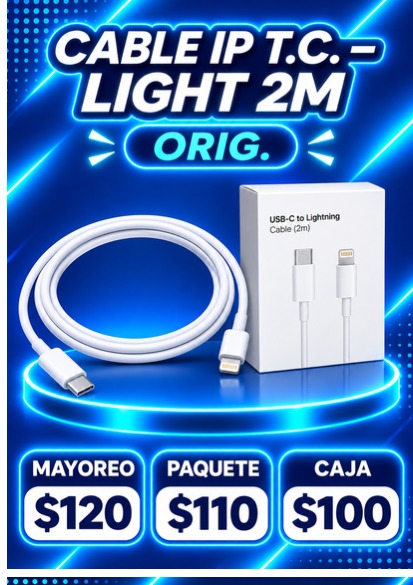 CABLE IP T.C. –
LIGHT 2M
ORIG.
USB-C to Lightning
Cable (2m)
MAYOREO
$120
PAQUETE
$110
CAJA
$100